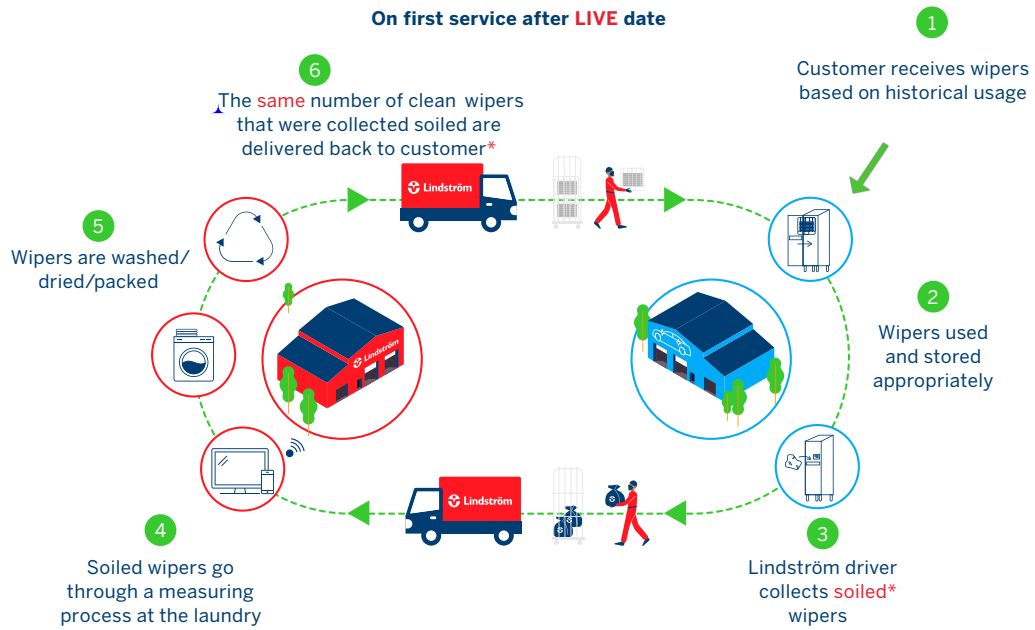 On first service after LIVE date
1
Customer receives wipers
based on historical usage
6
The same number of clean wipers
that were collected soiled are
delivered back to customer*
Lindström
5
Wipers are washed/
dried/packed
2
Wipers used
and stored
appropriately
Lindström
Lindström
4
Soiled wipers go
through a measuring
process at the laundry
3
Lindström driver
collects soiled*
wipers